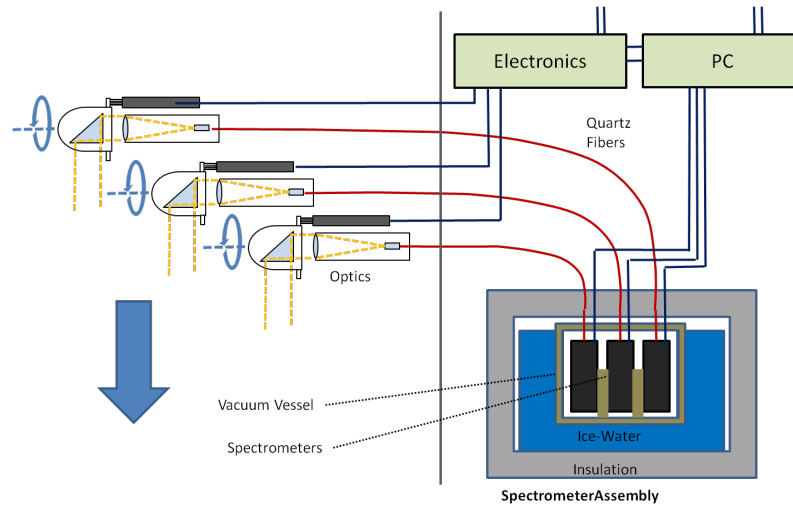 Electronics
PC
Quartz
Fibers
Optics
Vacuum Vessel
Spectrometers
Ice-Water
Insulation
SpectrometerAssembly